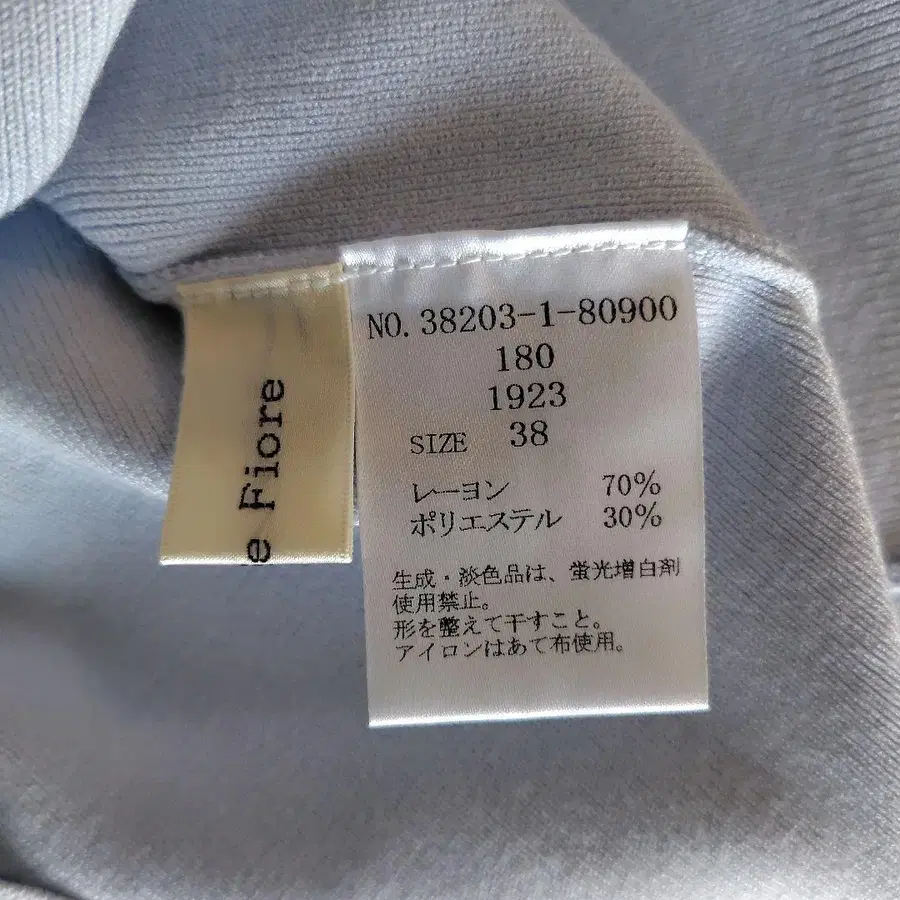 e Fiore
NO. 38203-1-80900
180
1923
SIZE 38
レーヨン 70%
ポリエステル 30%
生成・淡色品は、蛍光増白剤
使用禁止。
形を整えて干すこと。
アイロンはあて布使用。